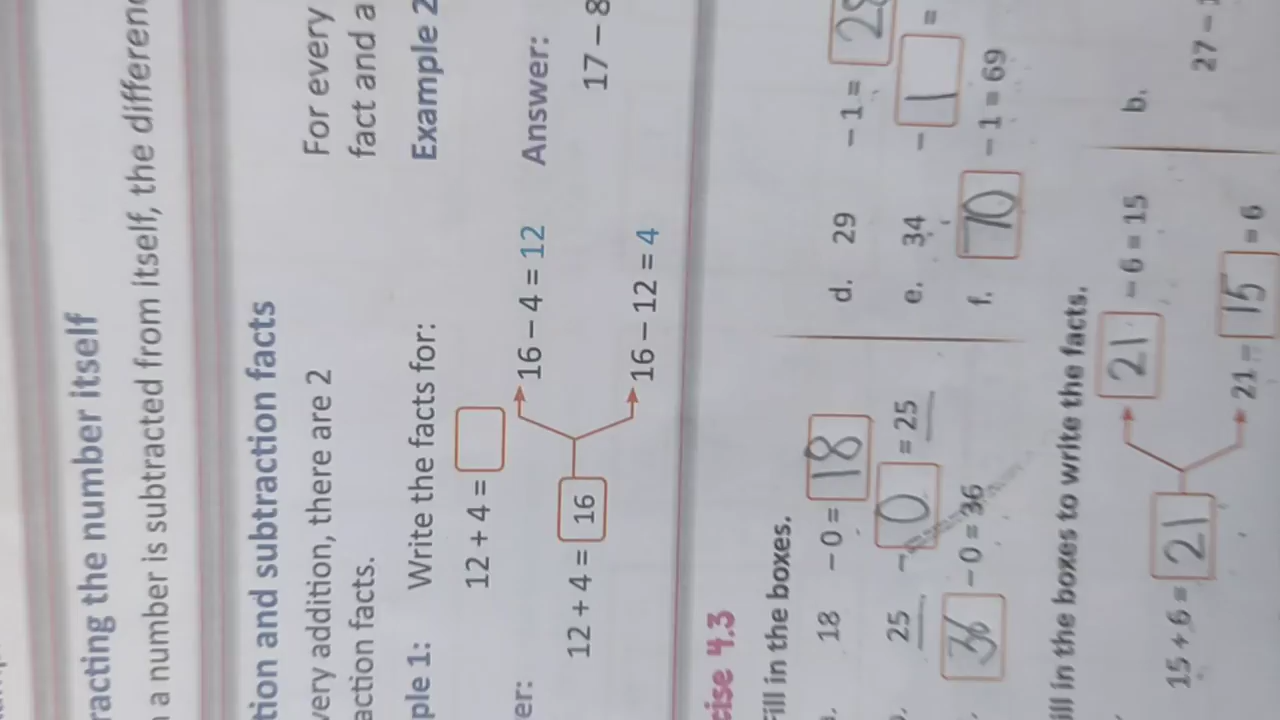 racting the number itself
a number is subtracted from itself, the differen
tion and subtraction facts
very addition, there are 2
action facts.
For every
fact and a
ple 1: Write the facts for:
12 + 4 =
er:
12 + 4 = 16
16 – 4 = 12
16 – 12 = 4
Example 2
Answer:
17 – 8
cise 4.3
Fill in the boxes.
18 – 0 = 18
25 – 0 = 25
36 – 0 = 36
d. 29 – 1 = 28
e. 34 – 1 =
f. 70 – 1 = 69
ill in the boxes to write the facts.
15 + 6 = 21
21 – 6 = 15
21 – 15 = 6
b.
27 –